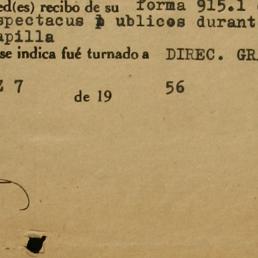 ed(es) recibo de su forma 915.1
spectacus públicos durant
apilla
se indica fué turnado a DIREC. GR
Z 7 de 19 56